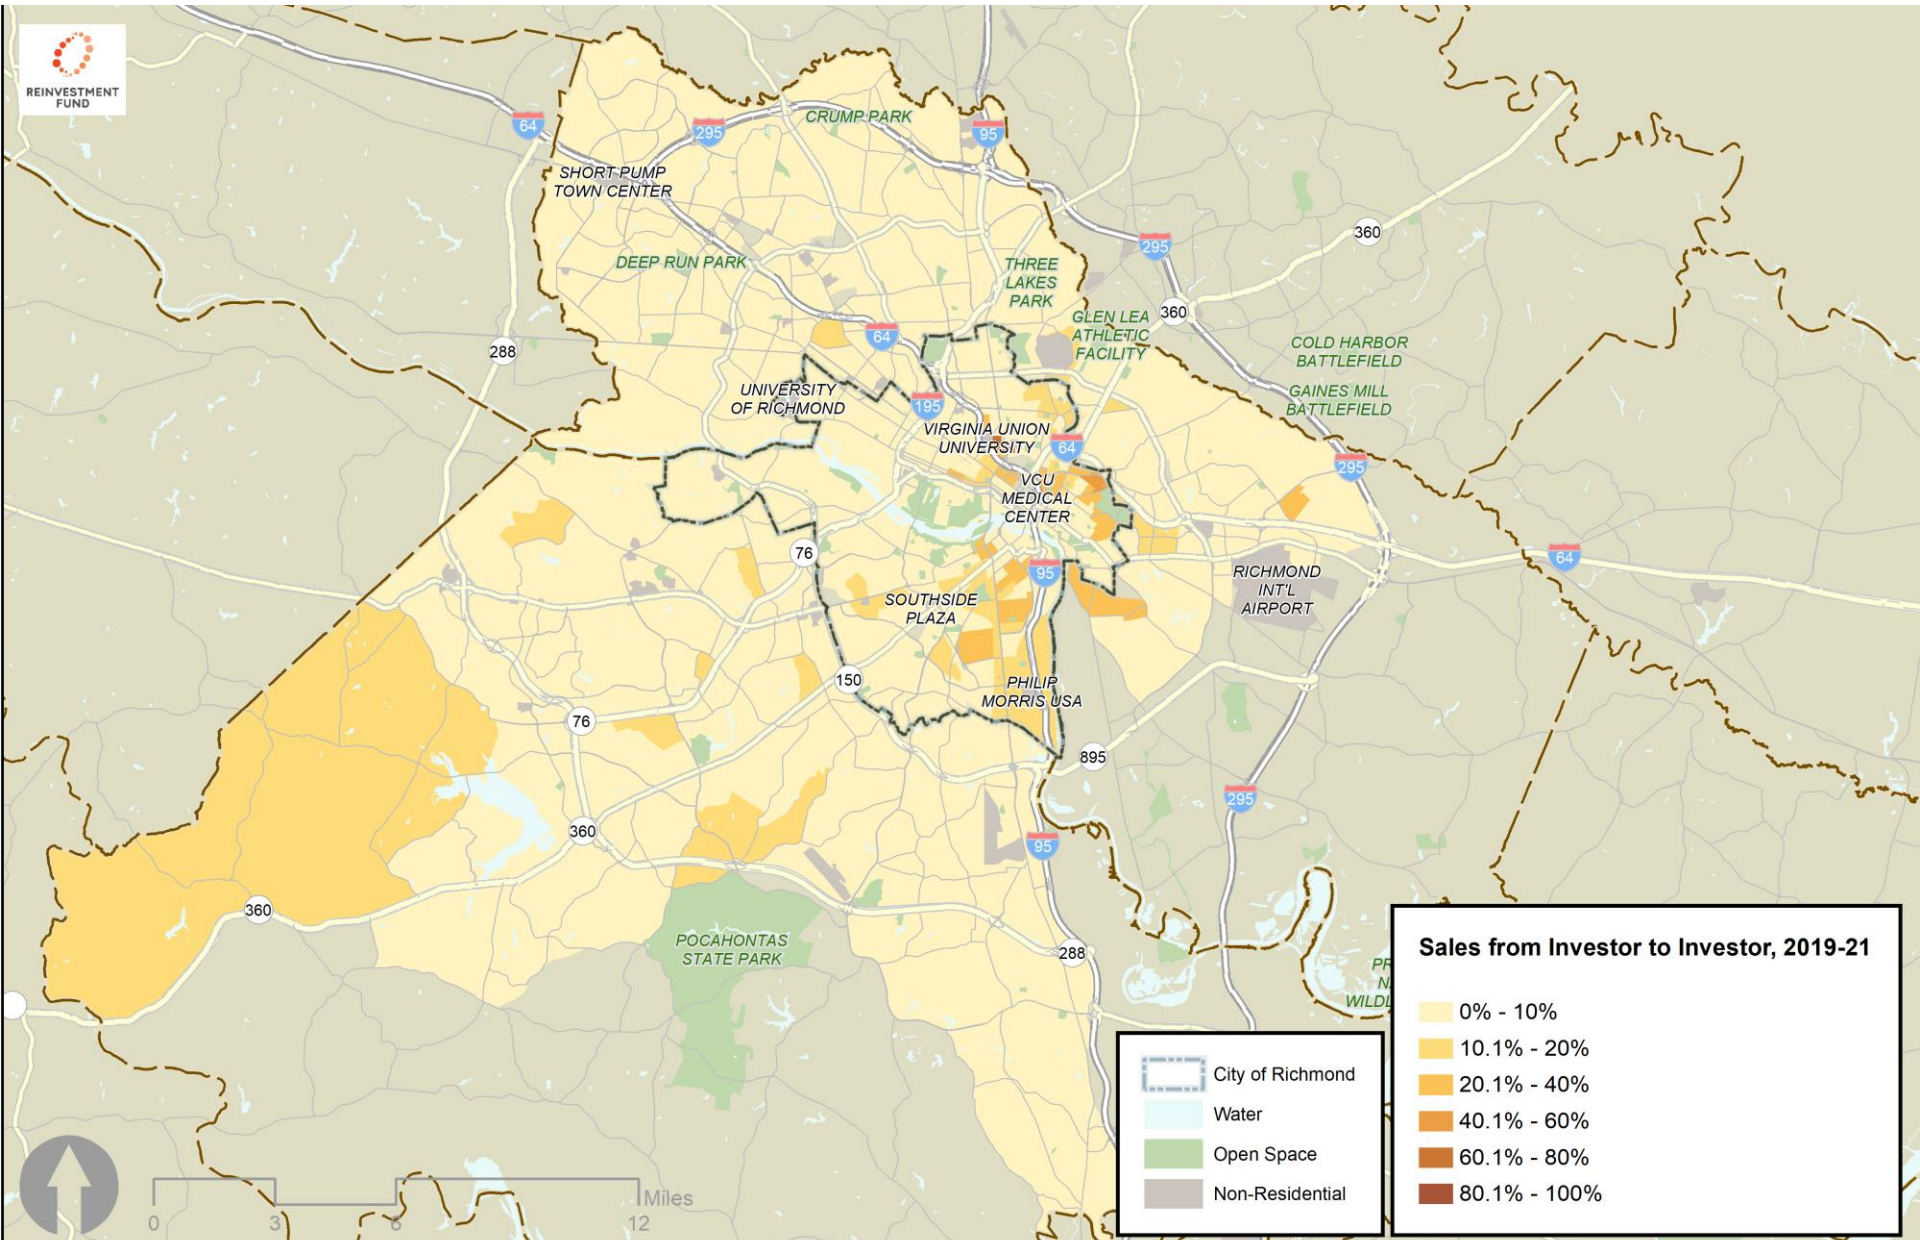 REINVESTMENT
FUND
64
295
CRUMP PARK
95
SHORT PUMP
TOWN CENTER
360
295
DEEP RUN PARK
THREE
LAKES
PARK
360
GLEN LEA
ATHLETIC
FACILITY
64
288
COLD HARBOR
BATTLEFIELD
UNIVERSITY
OF RICHMOND
195
GAINES MILL
BATTLEFIELD
VIRGINIA UNION
UNIVERSITY
64
295
VCU
MEDICAL
CENTER
76
64
95
RICHMOND
INT'L
AIRPORT
SOUTHSIDE
PLAZA
150
PHILIP
MORRIS USA
76
895
295
360
95
360
POCAHONTAS
STATE PARK
288
Sales from Investor to Investor, 2019-21
0% - 10%
10.1% - 20%
20.1% - 40%
40.1% - 60%
60.1% - 80%
80.1% - 100%
City of Richmond
Water
Open Space
Non-Residential
Miles
0 3 6 12